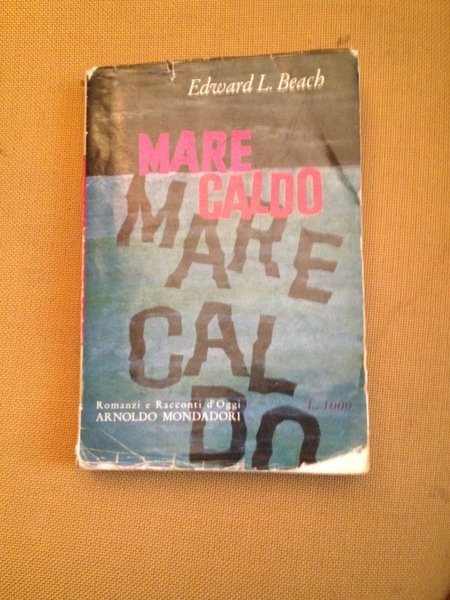 Edward L. Beach
MARE
CALDO
MARE
CAL
DO
Romanzi e Racconti d'Oggi
L. 1000
ARNOLDO MONDADORI